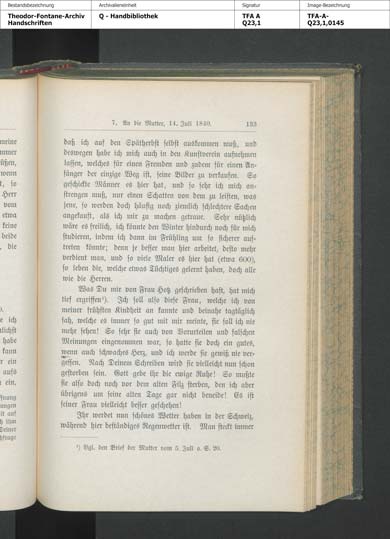 Bestandsbezeichnung
Archivalieneinheit
Signatur
Image-Bezeichnung
Theodor-Fontane-Archiv
Handschriften
Q - Handbibliothek
TFA A
Q23,1
TFA-A-
Q23,1,0145
7. An die Mutter, 14. Juli 1849. 133
daß ich auf den Spätherbst selbst auskommen muß, und
deswegen habe ich mich auch in den Kunstverein aufnehmen
lassen, welches für einen Fremden und zudem für einen An-
fänger der einzige Weg ist, seine Bilder zu verkaufen. So
geschickte Männer es hier hat, und so sehr ich mich an-
strengen muß, nur einen Schatten von dem zu leisten, was
jene, so werden doch häufig noch ziemlich schlechtere Sachen
angekauft, als ich mir zu machen getraue. Sehr nützlich
wäre es freilich, ich könnte den Winter hindurch noch für mich
studieren, indem ich dann im Frühling um so sicherer auf-
treten könnte; denn je besser man hier arbeitet, desto mehr
verdient man, und so viele Maler es hier hat (etwa 600),
so leben die, welche etwas Tüchtiges gelernt haben, doch alle
wie die Herren.
Was Du mir von Frau Hotz geschrieben hast, hat mich
tief ergriffen¹). Ich soll also diese Frau, welche ich von
meiner frühsten Kindheit an kannte und beinahe tagtäglich
sah, welche es immer so gut mit mir meinte, sie soll ich nie
mehr sehen! So sehr sie auch von Vorurteilen und falschen
Meinungen eingenommen war, so hatte sie doch ein gutes,
wenn auch schwaches Herz, und ich werde sie gewiß nie ver-
gessen. Nach Deinem Schreiben wird sie vielleicht nun schon
gestorben sein. Gott gebe ihr die ewige Ruhe! So mußte
sie also doch noch vor dem alten Filz sterben, den ich aber
übrigens um seine alten Tage gar nicht beneide! Es ist
seiner Frau vielleicht besser geschehen!
Ihr werdet nun schönes Wetter haben in der Schweiz,
während hier beständiges Regenwetter ist. Man steckt immer
¹) Vgl. den Brief der Mutter vom 5. Juli o. S. 20.